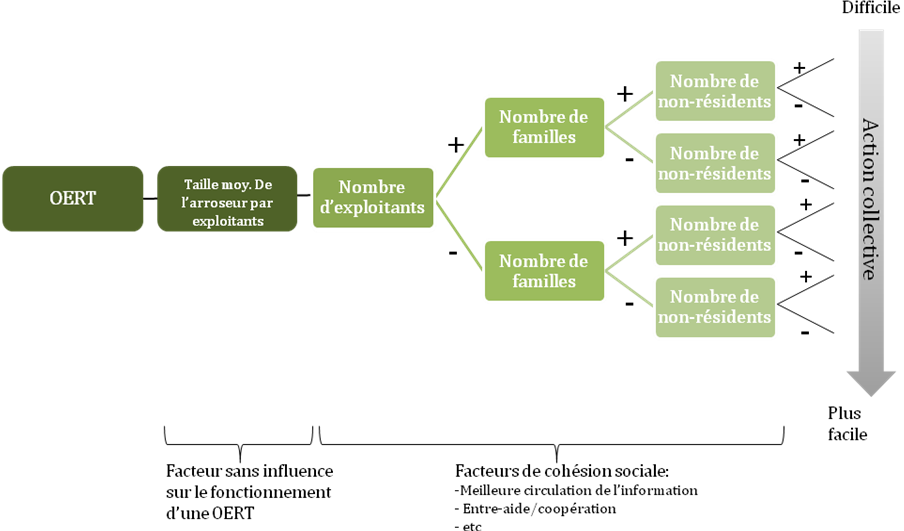 Difficile
OERT
Taille moy. De
l'arroseur par
exploitants
Nombre
d'exploitants
+
-
Nombre de
familles
+
-
Nombre de
familles
+
-
Nombre de
non-résidents
+
-
Nombre de
non-résidents
+
-
Nombre de
non-résidents
+
-
Nombre de
non-résidents
+
-
Action collective
Plus
facile
Facteur sans influence
sur le fonctionnement
d'une OERT
Facteurs de cohésion sociale:
-Meilleure circulation de l'information
- Entre-aide/coopération
- etc